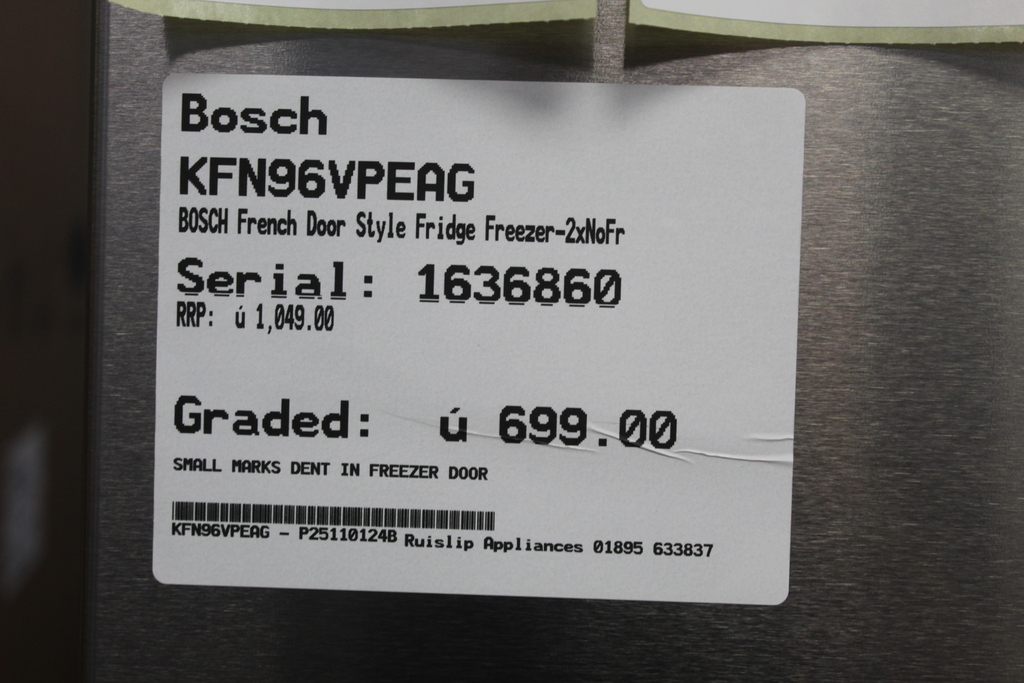 Bosch
KFN96VPEAG
BOSCH French Door Style Fridge Freezer-2xNoFr
Serial: 1636860
RRP: ú 1,049.00
Graded: ú 699.00
SMALL MARKS DENT IN FREEZER DOOR
KFN96VPEAG - P25110124B Ruislip Appliances 01895 633837